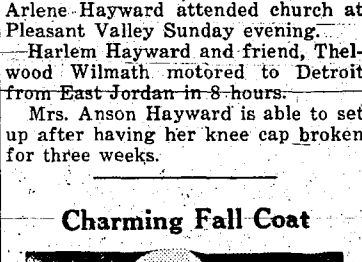 Arlene Hayward attended church at
Pleasant Valley Sunday evening.
Harlem Hayward and friend, Thel-
wood Wilmath motored to Detroit
from East Jordan in 8 hours.
Mrs. Anson Hayward is able to set
up after having her knee cap broken
for three weeks.
Charming Fall Coat